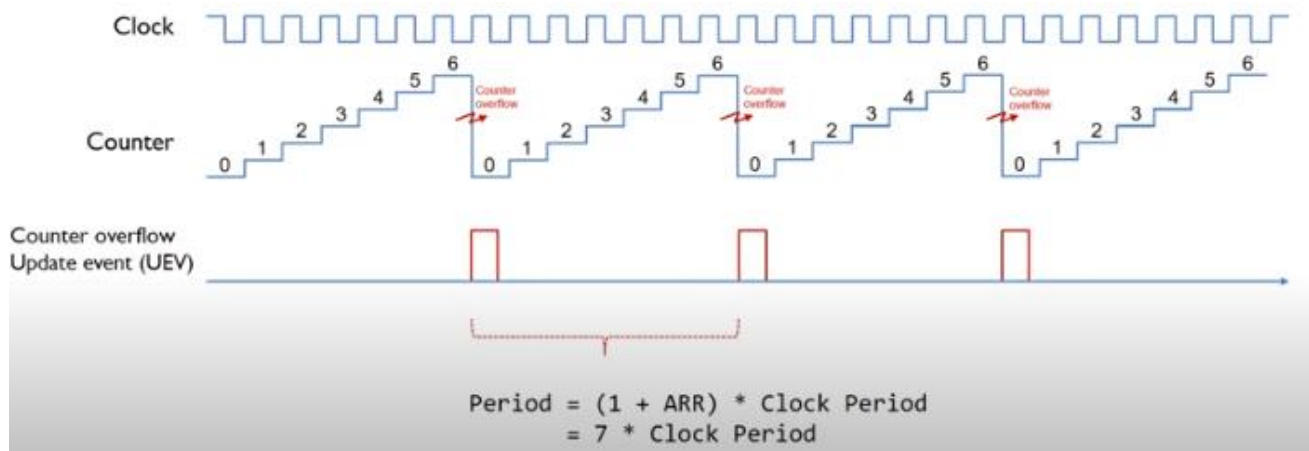 Clock
6
5
4
3
2
1
0
Counter
overflow
6
5
4
3
2
1
0
Counter
overflow
6
5
4
3
2
1
0
Counter
overflow
6
5
4
3
2
1
0
Counter
Counter overflow
Update event (UEV)
Period = (1 + ARR) * Clock Period
= 7 * Clock Period